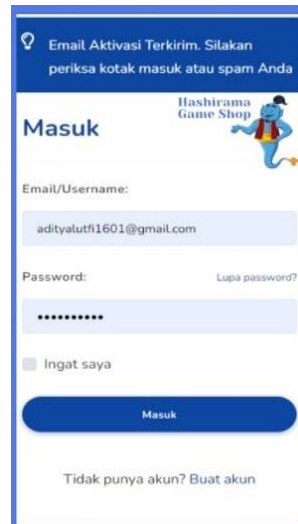 Email Aktivasi Terkirim. Silakan
periksa kotak masuk atau spam Anda
Hashirama
Game Shop
Masuk
Email/Username:
adityalutfi1601@gmail.com
Password:
Lupa password?
••••••••••
Ingat saya
Masuk
Tidak punya akun? Buat akun